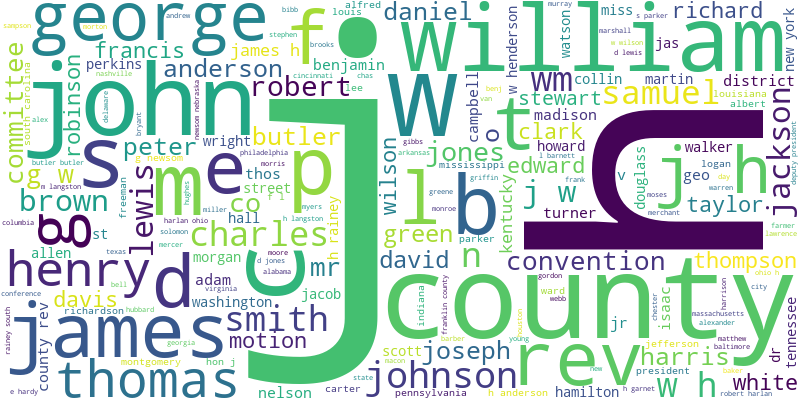 george
f
o
william
daniel
miss
richard
murray
s parker
marshall
m wilson
d lewis
new york
andrew
morton
sampson
bibb
stephen
brooks
cincinnati
chas
louis
alfred
lee
francis
james h
benjamin
perkins
anderson
robert
nashville
watson
w henderson
jas
wm
collin
martin
district
samuel
louisiana
albert
committee
south carolina
robinson
john
alex
delaware
bryant
newsom nebraska
w
benj
van
t
stewart
madison
clark
campbell
o
jackson
deputy president
h
s
peter
wright
butler
philadelphia
morris
thos
e
m
p
jones
wilson
gibbs
arkansas
mississippi
edward
howard
l barnett
griffin
frank
walker
logan
geo
v
douglass
moses
merchant
warren
day
j h
j w
taylor
farmer
lawrence
butler butler
g newsom
g w
m langston
brown
lewis
freeman
hughes
miller
co
street
f l
myers
h langston
hall
charles
h rainey
l
b
greene
monroe
parker
kentucky
turner
green
columbia
g
st
allen
texas
harlan ohio
solomon
mercer
morgan
moore
d jones
alabama
virginia
adam
mr
david
n
convention
thompson
ohio h
henry
d
bell
washington
jacob
conference
davis
richardson
hubbard
county rev
james
georgia
smith
motion
montgomery
hon j
j
county
indiana
franklin county
gordon
ward
webb
jr
isaac
chester
harrison
massachusetts
alexander
city
matthew
baltimore
tennessee
dr
rainey south
e hardy
thomas
nelson
carter
state
scott
macon
joseph
barber
houston
young
rev
new
jefferson
president
harris
baker
johnson
pennsylvania
h anderson
hamilton
h garnet
w h
robert harlan
white